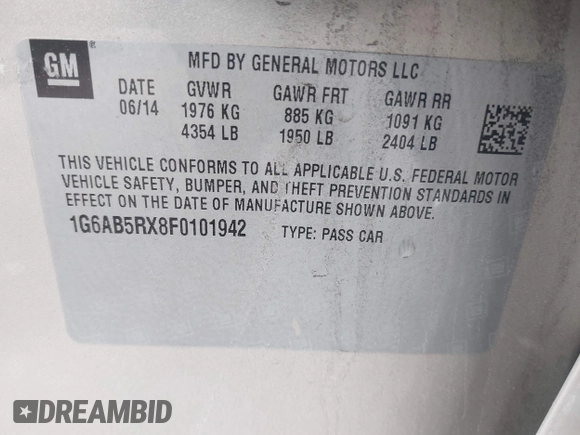 GM
MFD BY GENERAL MOTORS LLC
DATE GVWR GAWR FRT GAWR RR
06/14 1976 KG 885 KG 1091 KG
4354 LB 1950 LB 2404 LB
THIS VEHICLE CONFORMS TO ALL APPLICABLE U.S. FEDERAL MOTOR
VEHICLE SAFETY, BUMPER, AND THEFT PREVENTION STANDARDS IN
EFFECT ON THE DATE OF MANUFACTURE SHOWN ABOVE.
1G6AB5RX8F0101942 TYPE: PASS CAR
DREAMBID